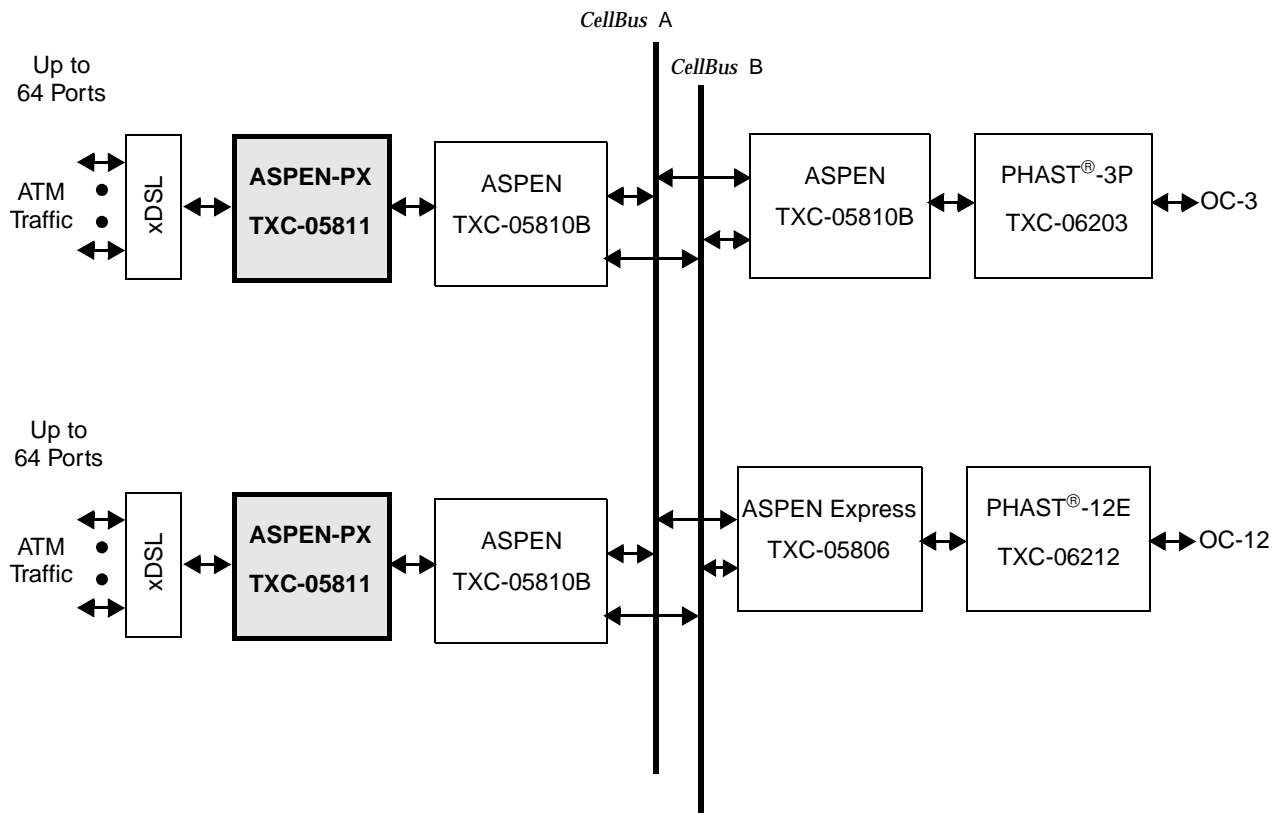 CellBus A
CellBus B
Up to
64 Ports
ATM
Traffic
xDSL
ASPEN-PX
TXC-05811
ASPEN
TXC-05810B
ASPEN
TXC-05810B
PHAST®-3P
TXC-06203
OC-3
Up to
64 Ports
ATM
Traffic
xDSL
ASPEN-PX
TXC-05811
ASPEN
TXC-05810B
ASPEN Express
TXC-05806
PHAST®-12E
TXC-06212
OC-12